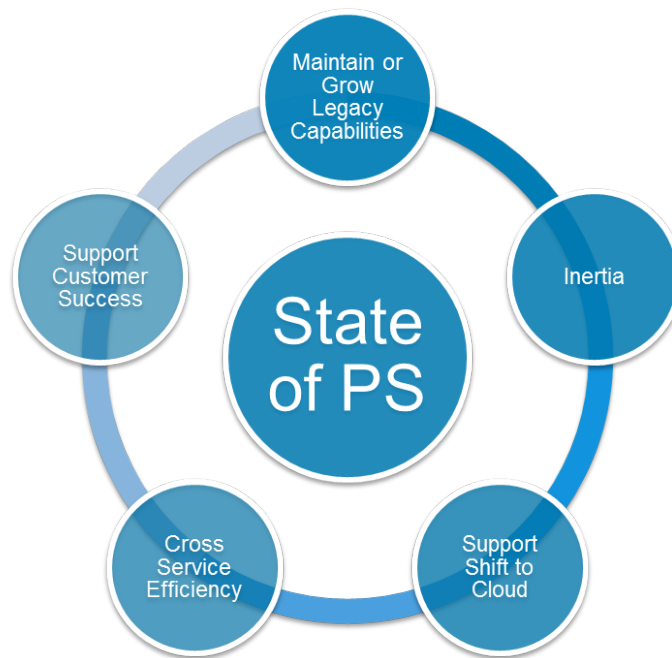 Maintain or
Grow
Legacy
Capabilities
Inertia
Support
Shift to
Cloud
Cross
Service
Efficiency
Support
Customer
Success
State
of PS